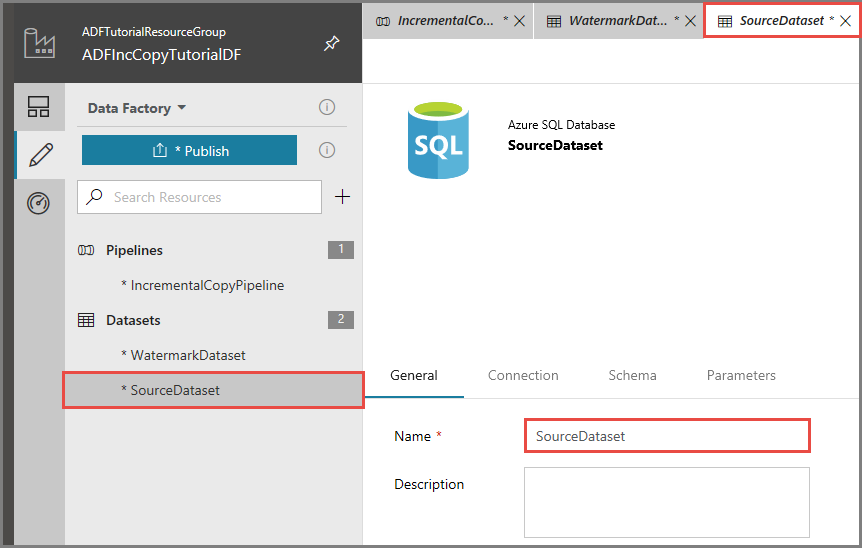 ADFTutorialResourceGroup
ADFIncCopyTutorialDF
IncrementalCo... *
WatermarkDat... *
SourceDataset *
Data Factory
* Publish
Search Resources
Pipelines 1
* IncrementalCopyPipeline
Datasets 2
* WatermarkDataset
* SourceDataset
SQL
Azure SQL Database
SourceDataset
General Connection Schema Parameters
Name * SourceDataset
Description